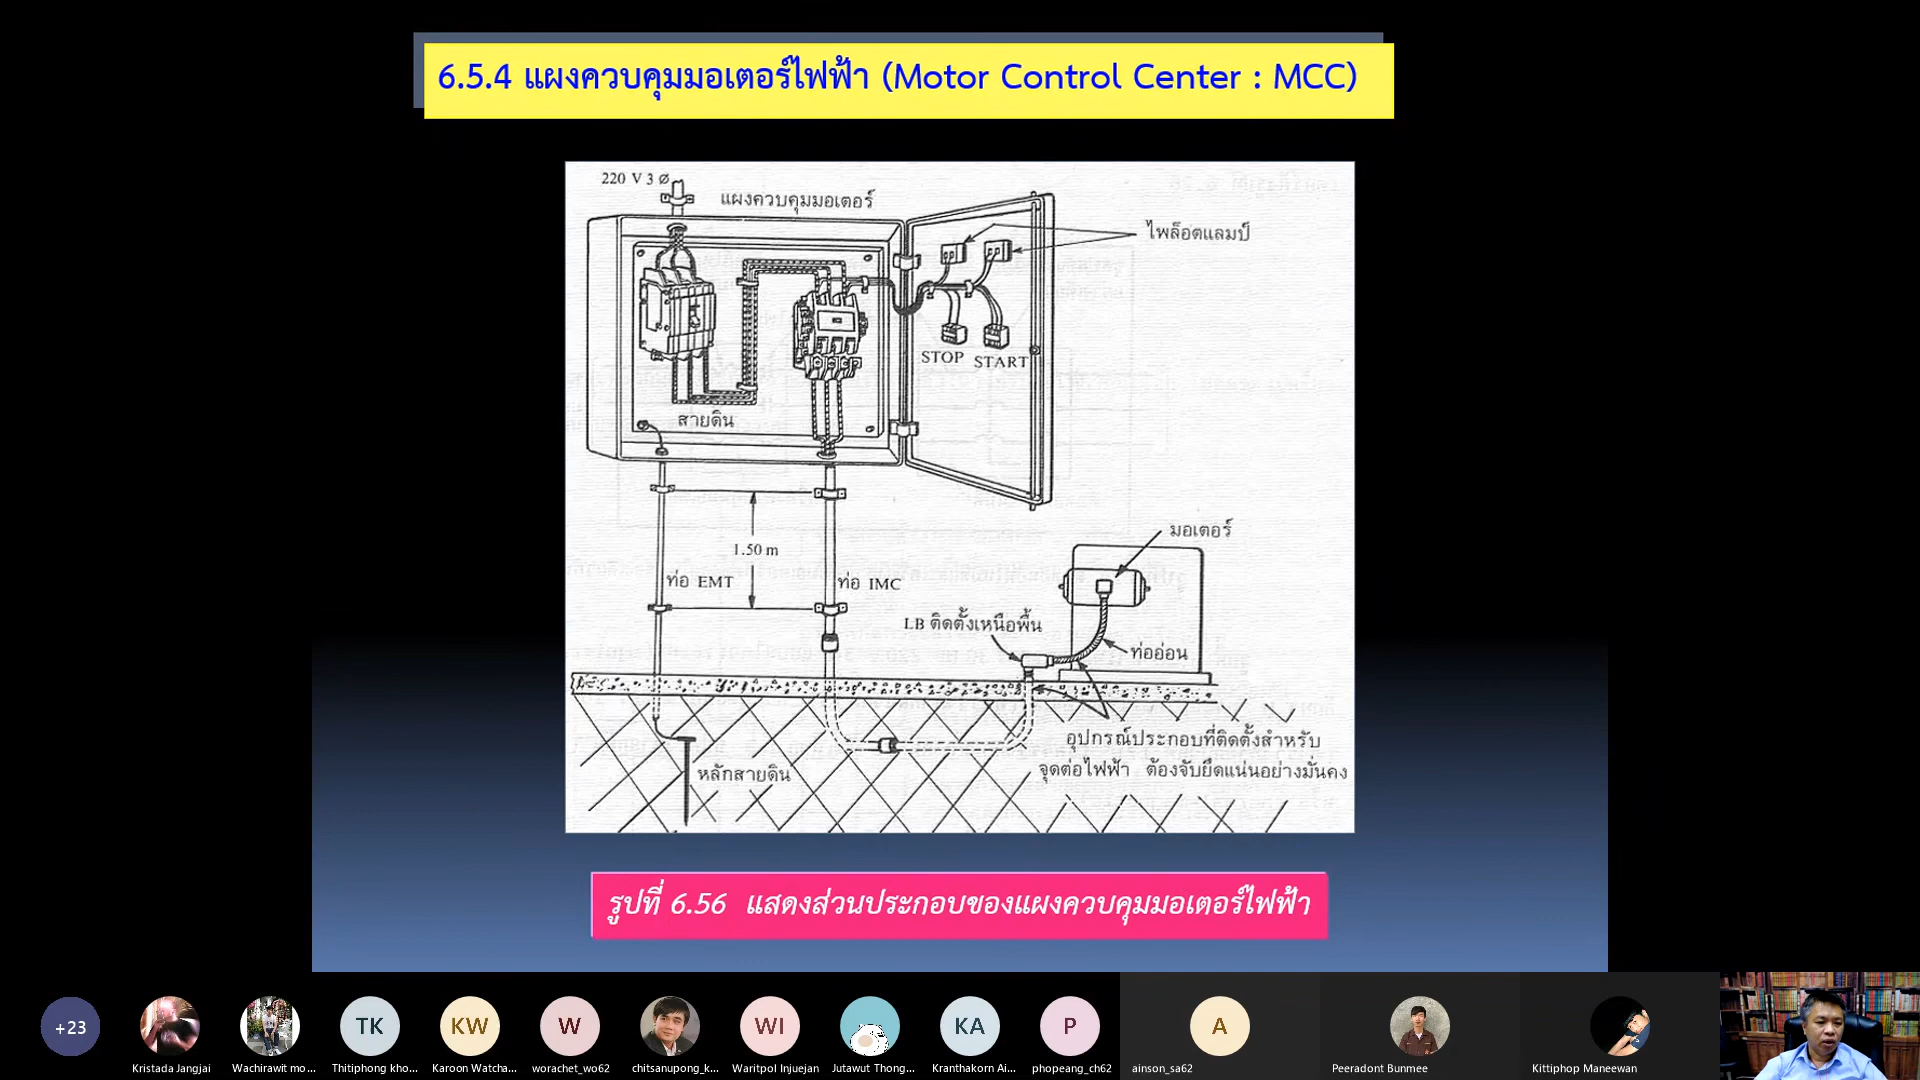 6.5.4 แผงควบคุมมอเตอร์ไฟฟ้า (Motor Control Center : MCC)
220 V 3 Ø
แผงควบคุมมอเตอร์
ไพล็อตแลมป์
STOP START
สายดิน
มอเตอร์
1.50 m
ท่อ EMT
ท่อ IMC
LB ติดตั้งเหนือพื้น
ท่ออ่อน
อุปกรณ์ประกอบที่ติดตั้งสำหรับ
จุดต่อไฟฟ้า ต้องจับยึดแน่นอย่างมั่นคง
หลักสายดิน
รูปที่ 6.56 แสดงส่วนประกอบของแผงควบคุมมอเตอร์ไฟฟ้า
+23
TK
KW
W
WI
KA
P
A
Kristada Jangjai
Wachirawit mo...
Thitiphong kho...
Karoon Watcha...
worachet_wo62
chitsanupong_k...
Waritpol Injuejan
Jutawut Thong...
Kranthakorn Ai...
phopeang_ch62
ainson_sa62
Peeradont Bunmee
Kittiphop Maneewan